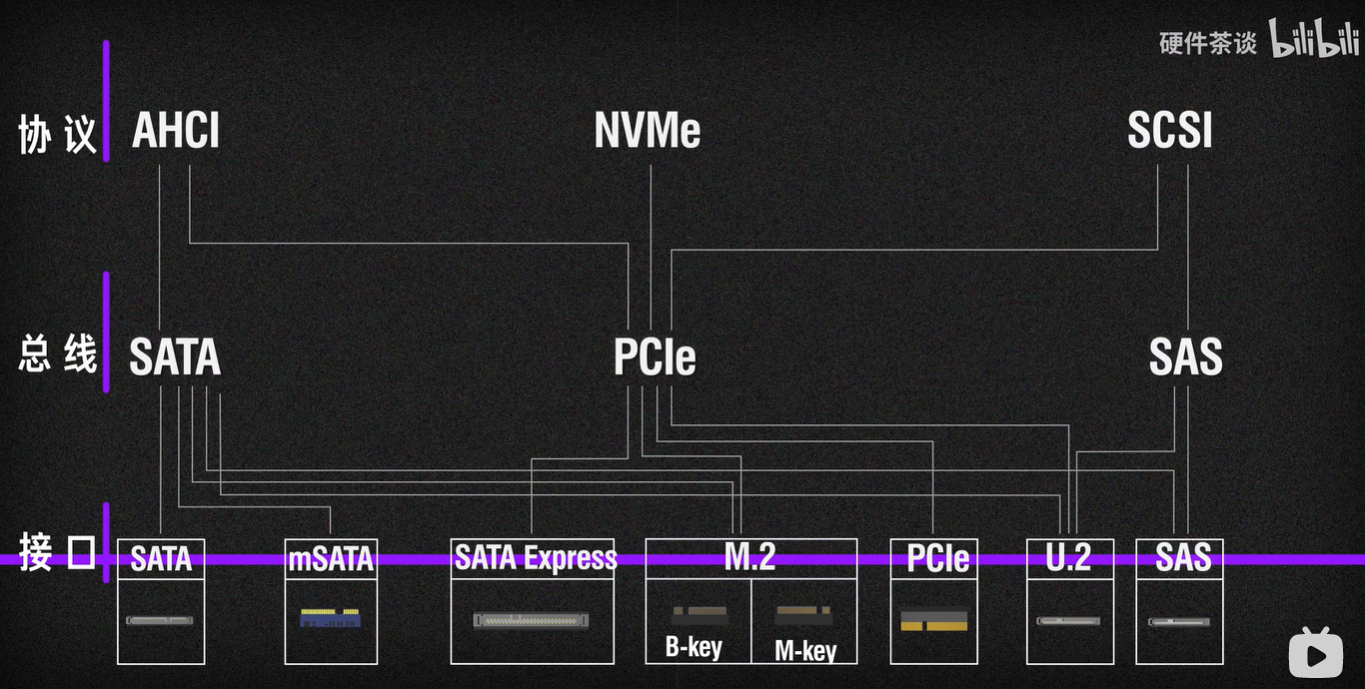 硬件茶谈 bilibili
协议 AHCI NVMe SCSI
总线 SATA PCIe SAS
接口 SATA mSATA SATA Express M.2 PCIe U.2 SAS
B-key M-key